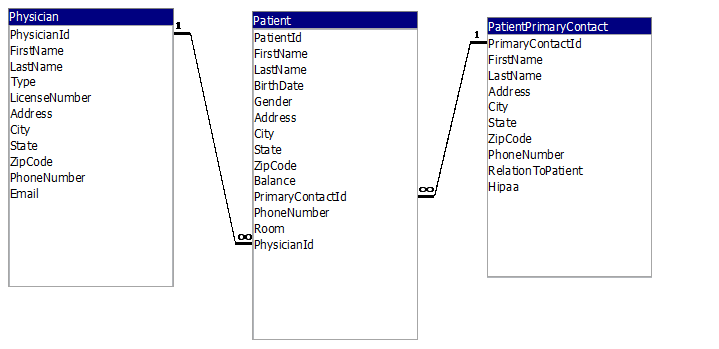 Physician
PhysicianId
FirstName
LastName
Type
LicenseNumber
Address
City
State
ZipCode
PhoneNumber
Email
1
∞
Patient
PatientId
FirstName
LastName
BirthDate
Gender
Address
City
State
ZipCode
Balance
PrimaryContactId
PhoneNumber
Room
PhysicianId
∞
1
PatientPrimaryContact
PrimaryContactId
FirstName
LastName
Address
City
State
ZipCode
PhoneNumber
RelationToPatient
Hipaa